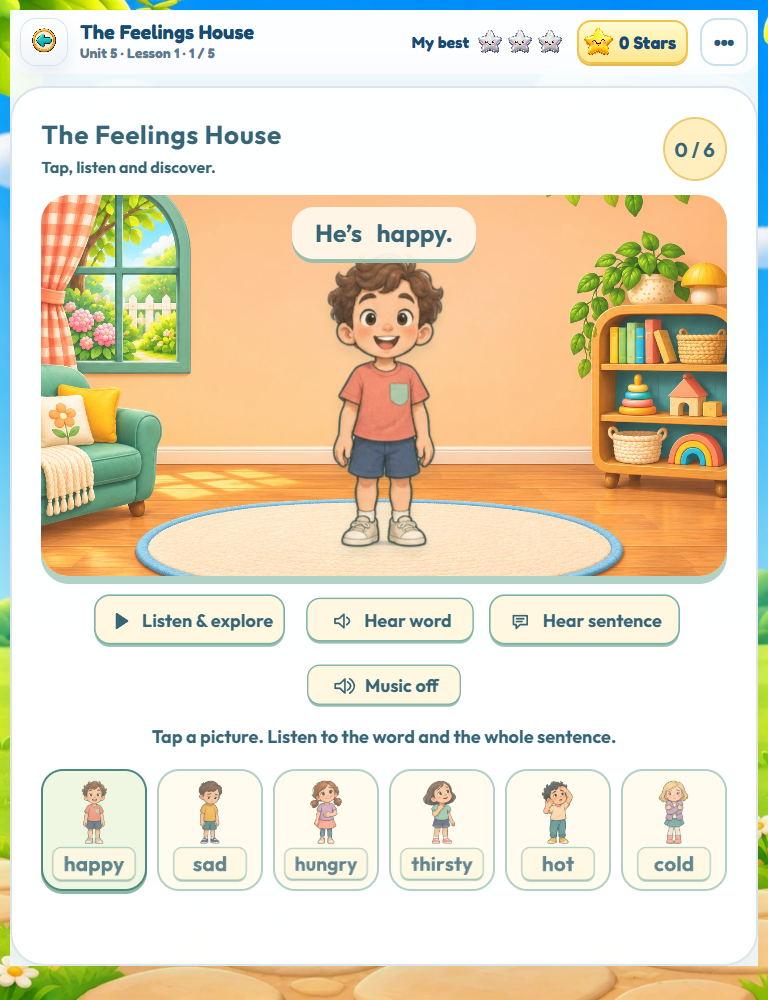 The Feelings House
Unit 5 · Lesson 1 · 1 / 5
My best
0 Stars
•••
The Feelings House
Tap, listen and discover.
0 / 6
He’s happy.
Listen & explore
Hear word
Hear sentence
Music off
Tap a picture. Listen to the word and the whole sentence.
happy
sad
hungry
thirsty
hot
cold